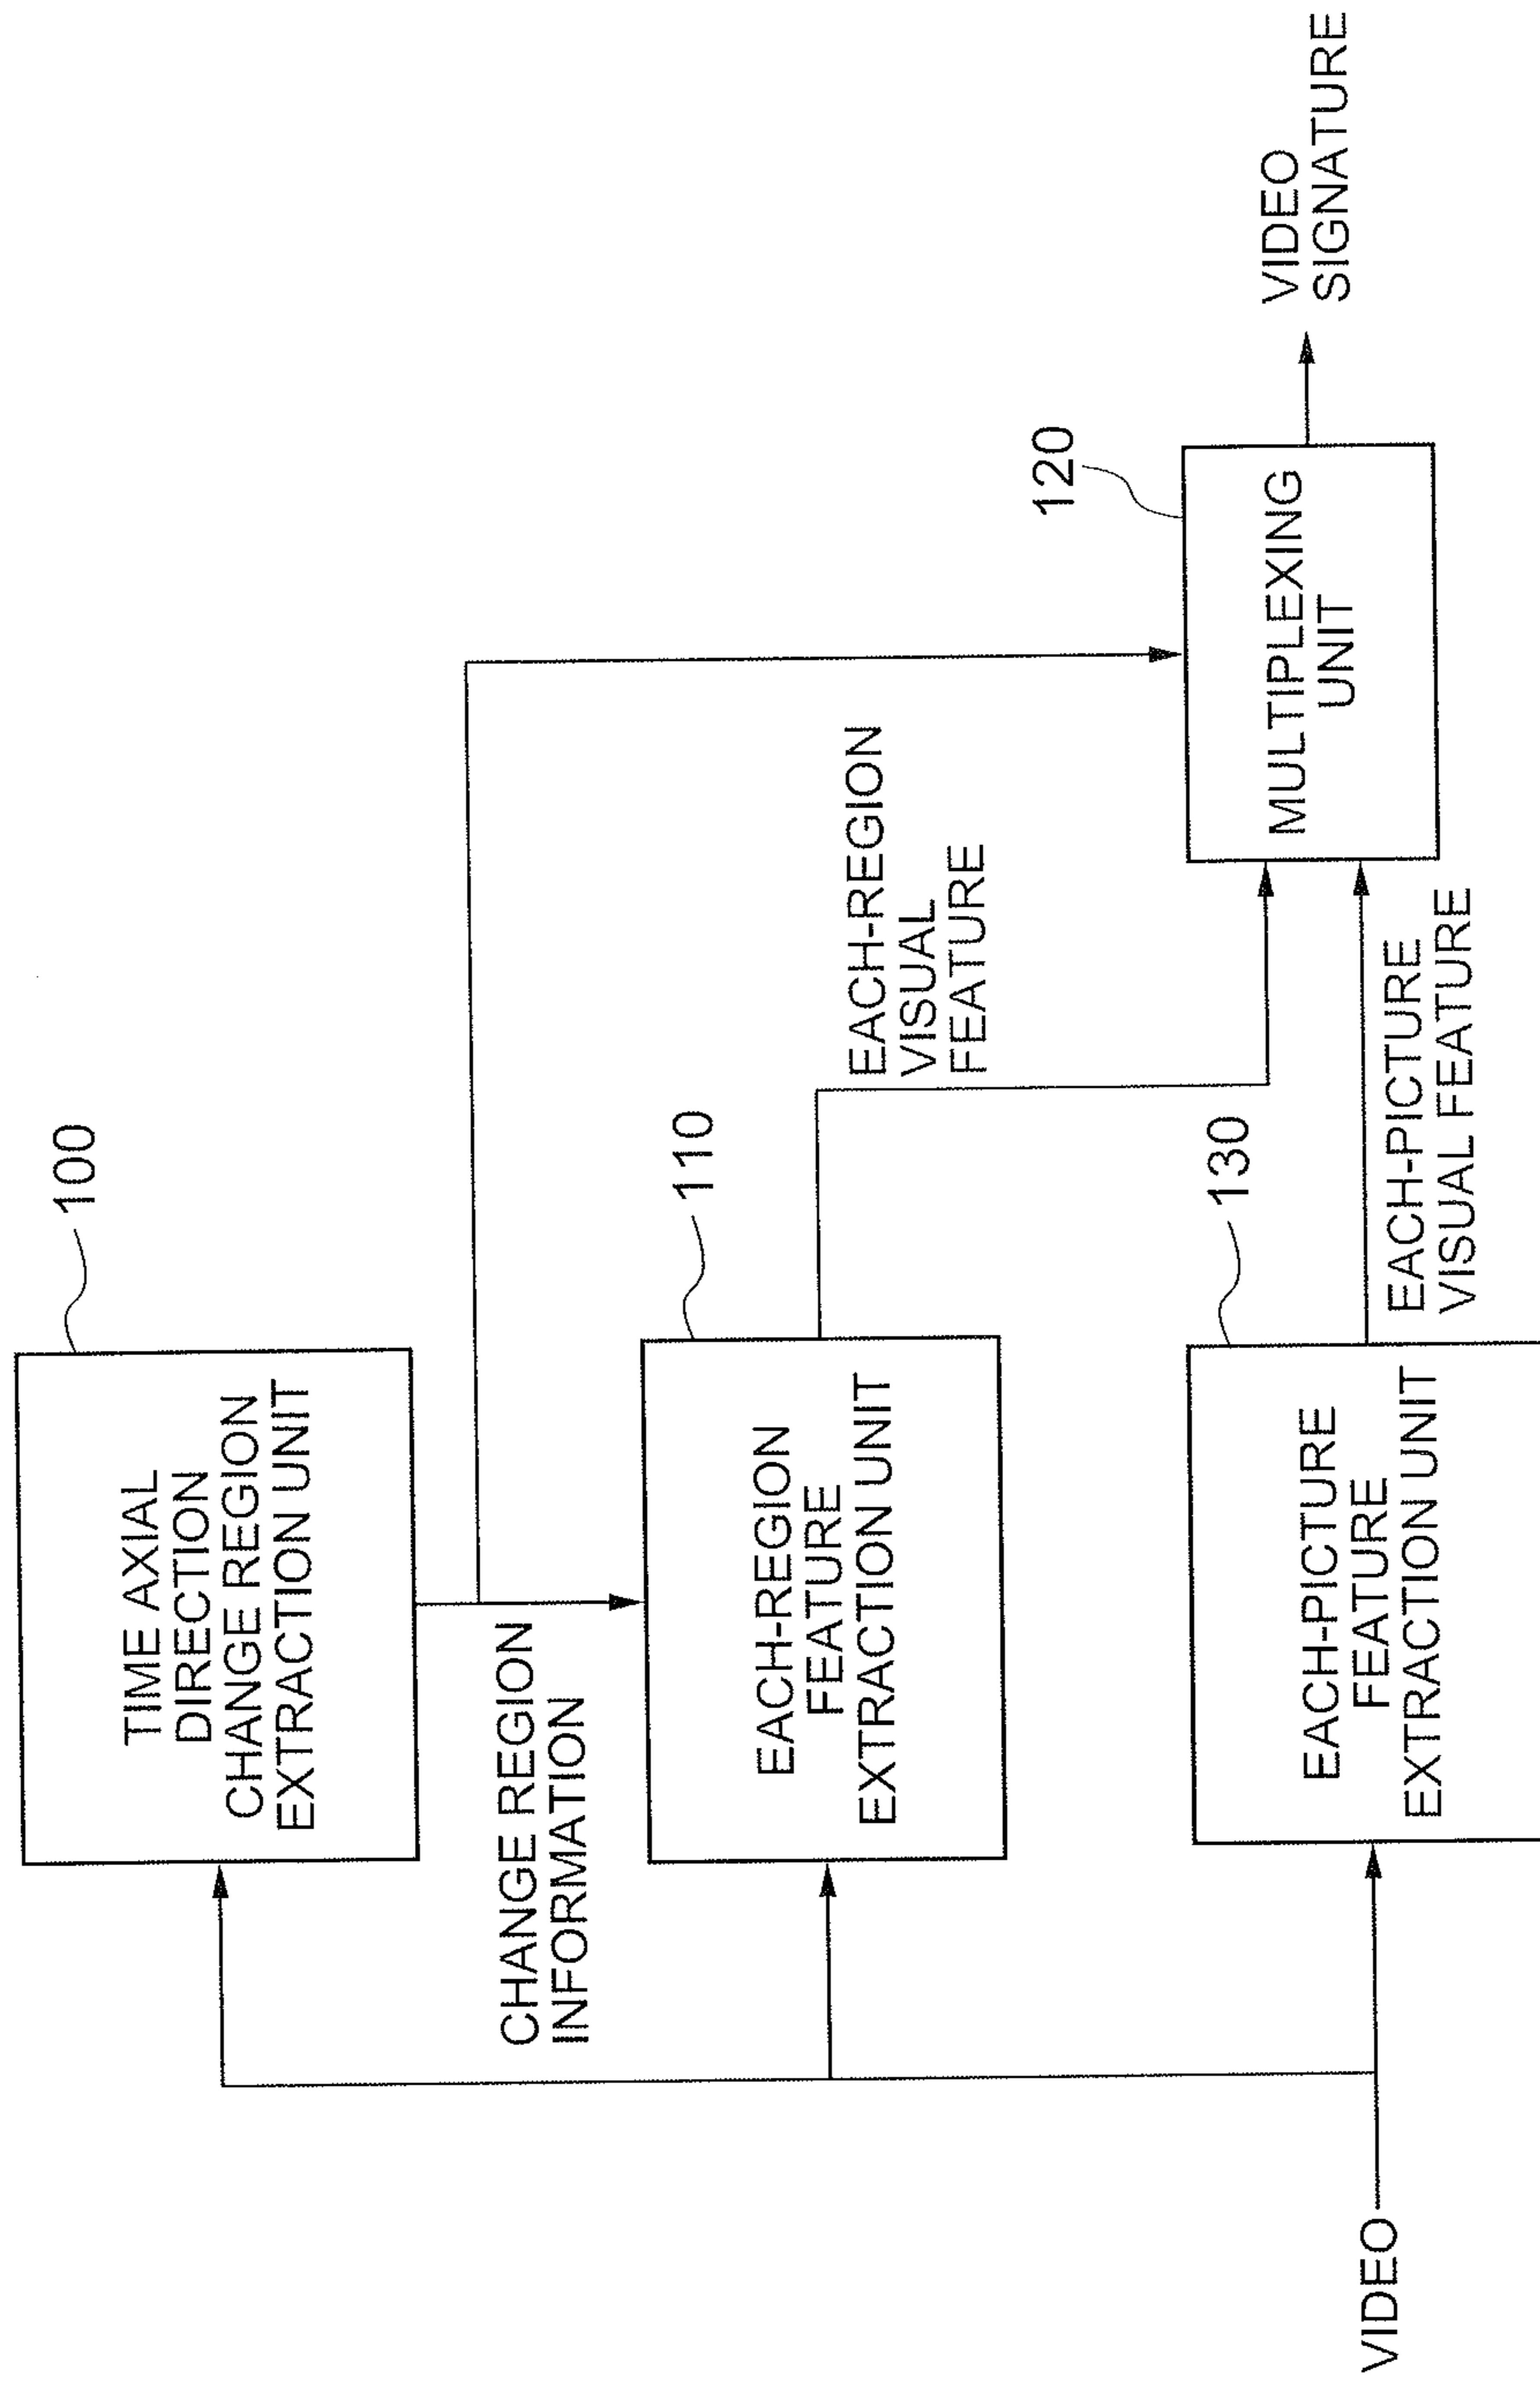 100
TIME AXIAL
DIRECTION
CHANGE REGION
EXTRACTION UNIT
CHANGE REGION
INFORMATION
110
EACH-REGION
FEATURE
EXTRACTION UNIT
EACH-REGION
VISUAL
FEATURE
120
MULTIPLEXING
UNIT
VIDEO
SIGNATURE
130
EACH-PICTURE
FEATURE
EXTRACTION UNIT
EACH-PICTURE
VISUAL FEATURE
VIDEO